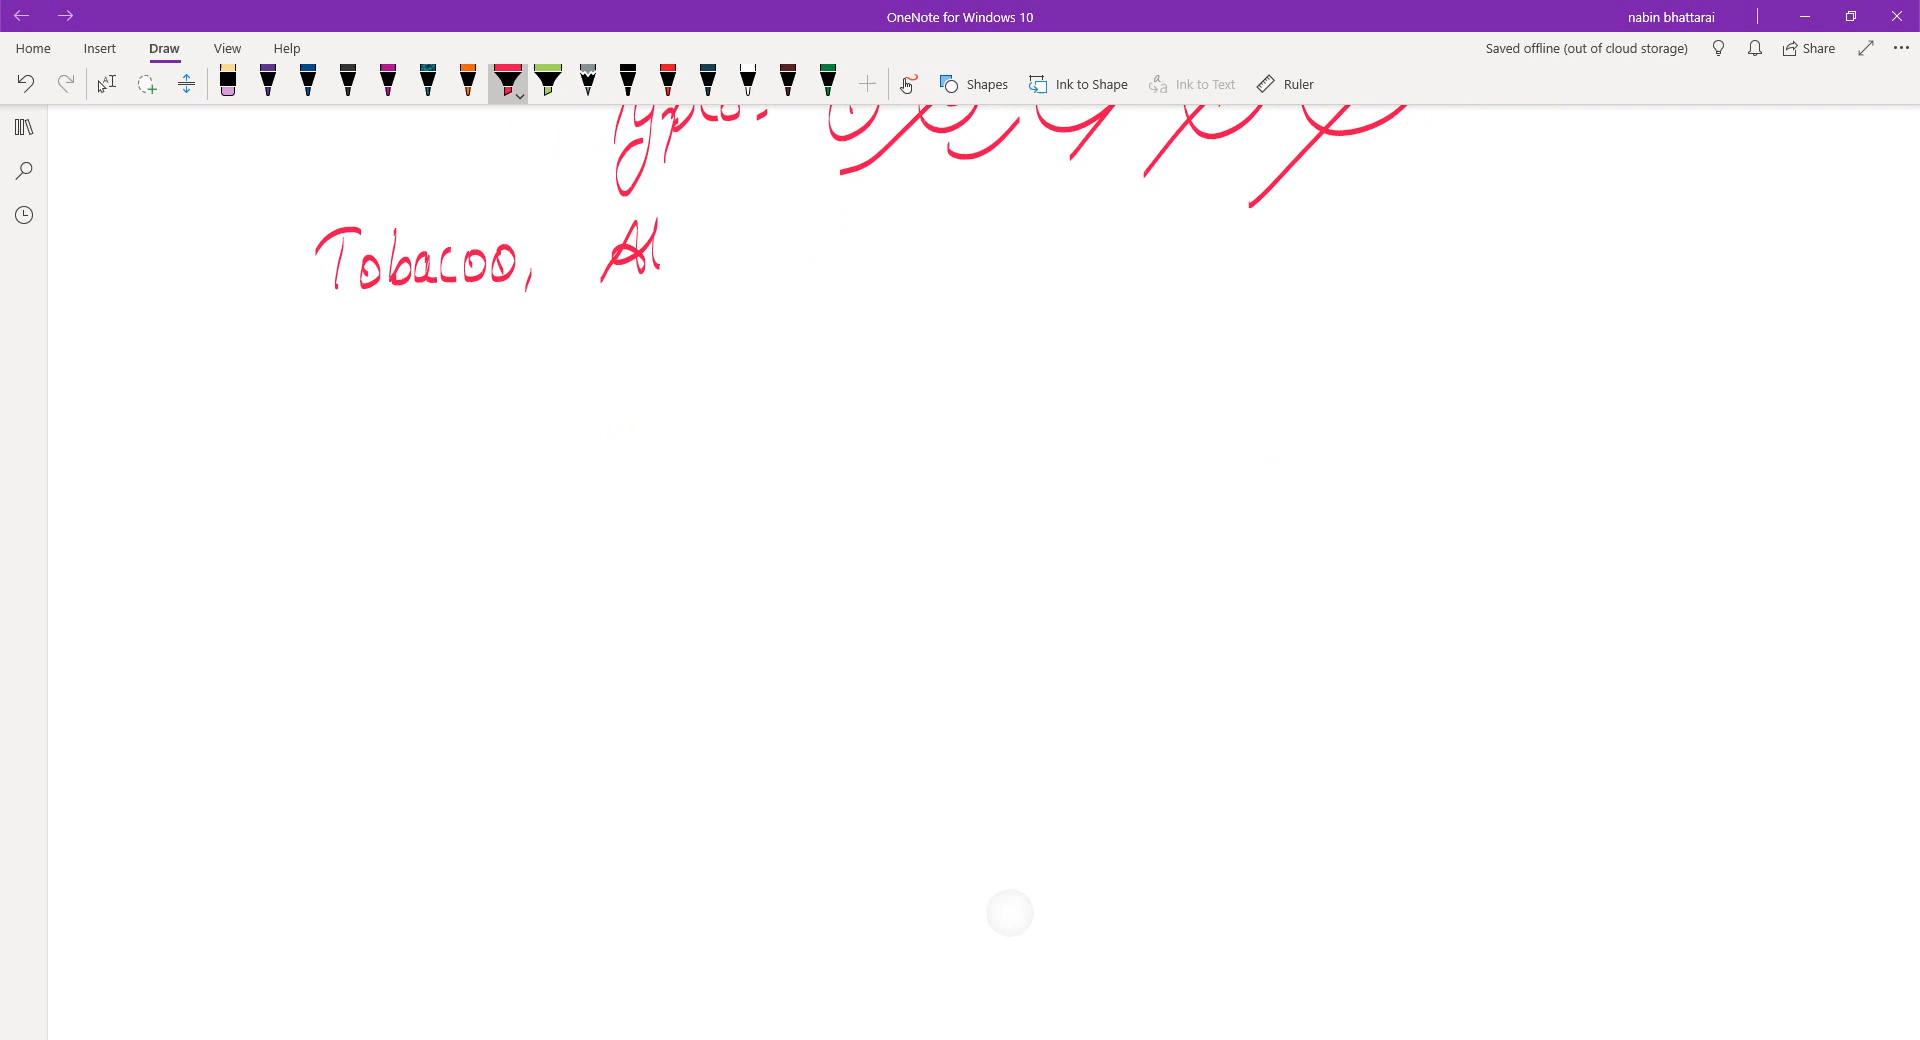 OneNote for Windows 10
nabin bhattarai
Home Insert Draw View Help
Saved offline (out of cloud storage)
Share
Shapes
Ink to Shape
Ink to Text
Ruler
Tobacoo, Al